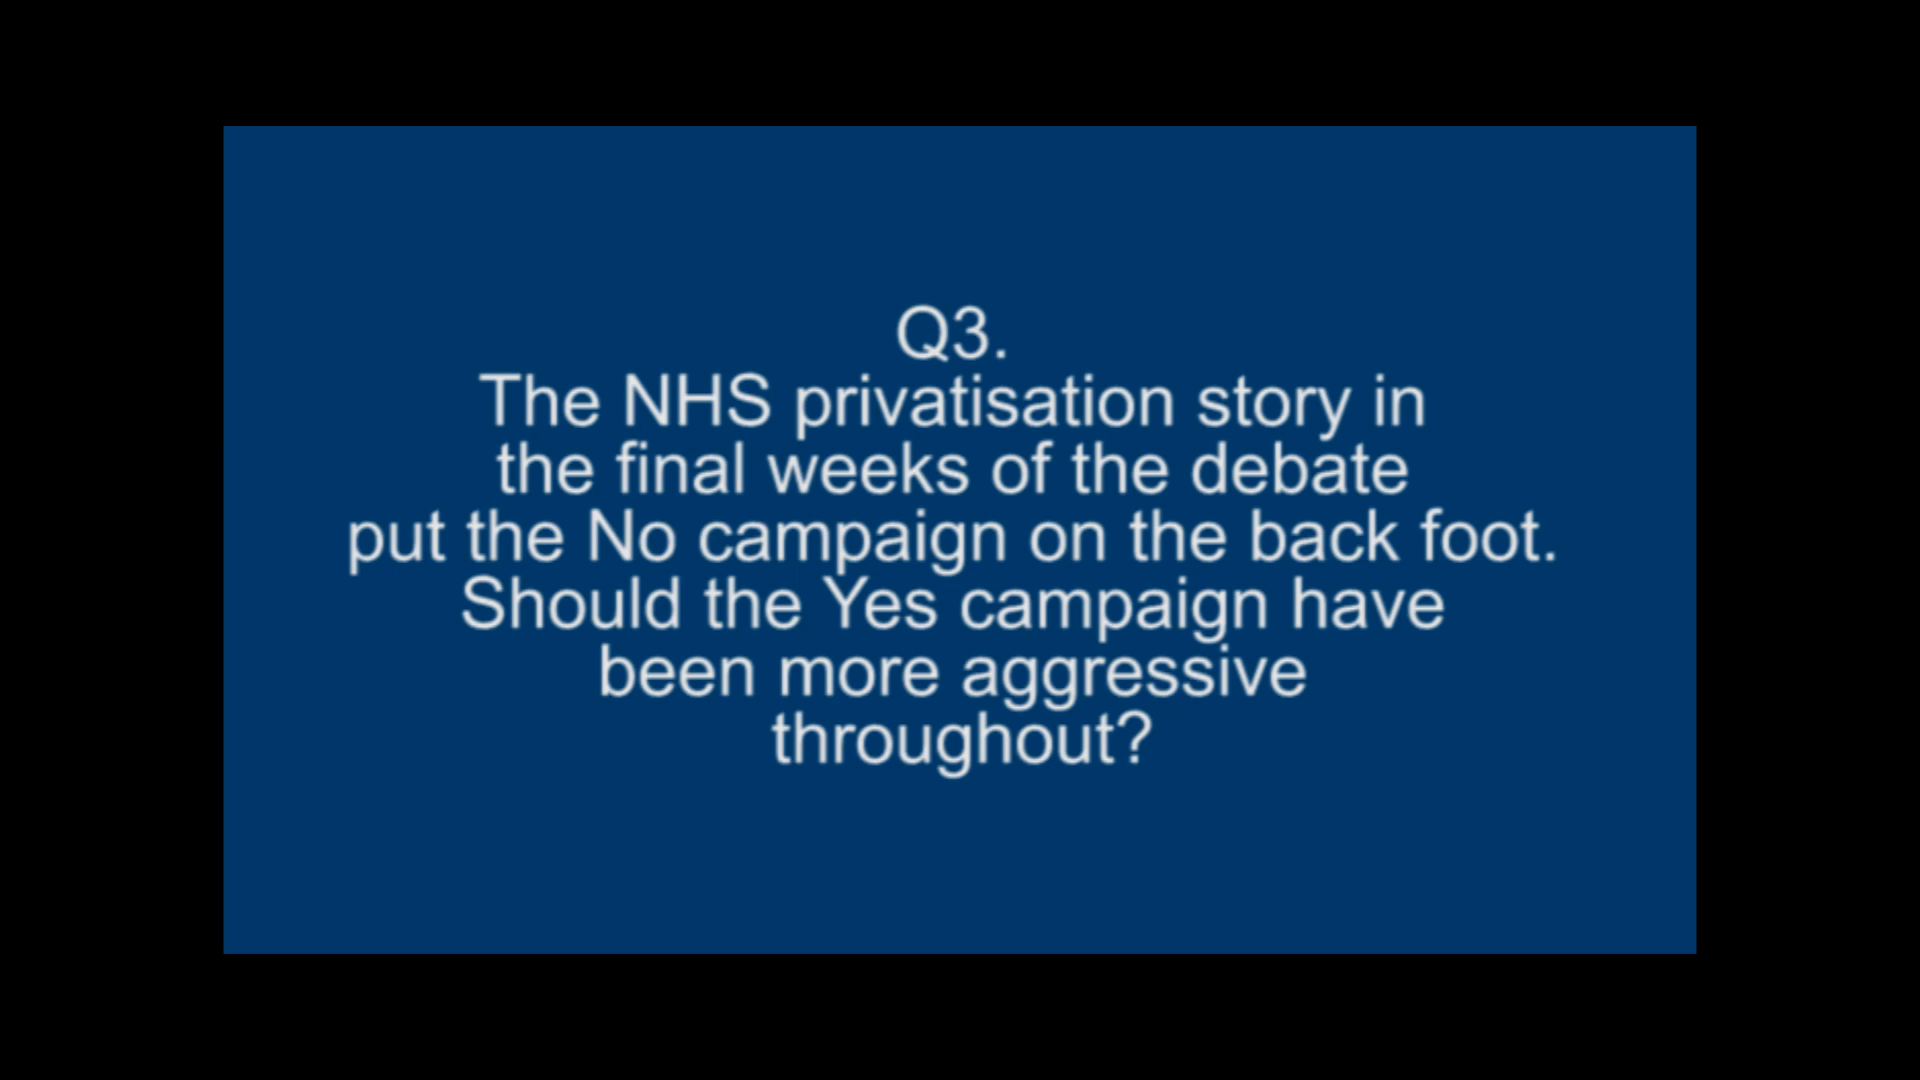 Q3.
The NHS privatisation story in
the final weeks of the debate
put the No campaign on the back foot.
Should the Yes campaign have
been more aggressive
throughout?